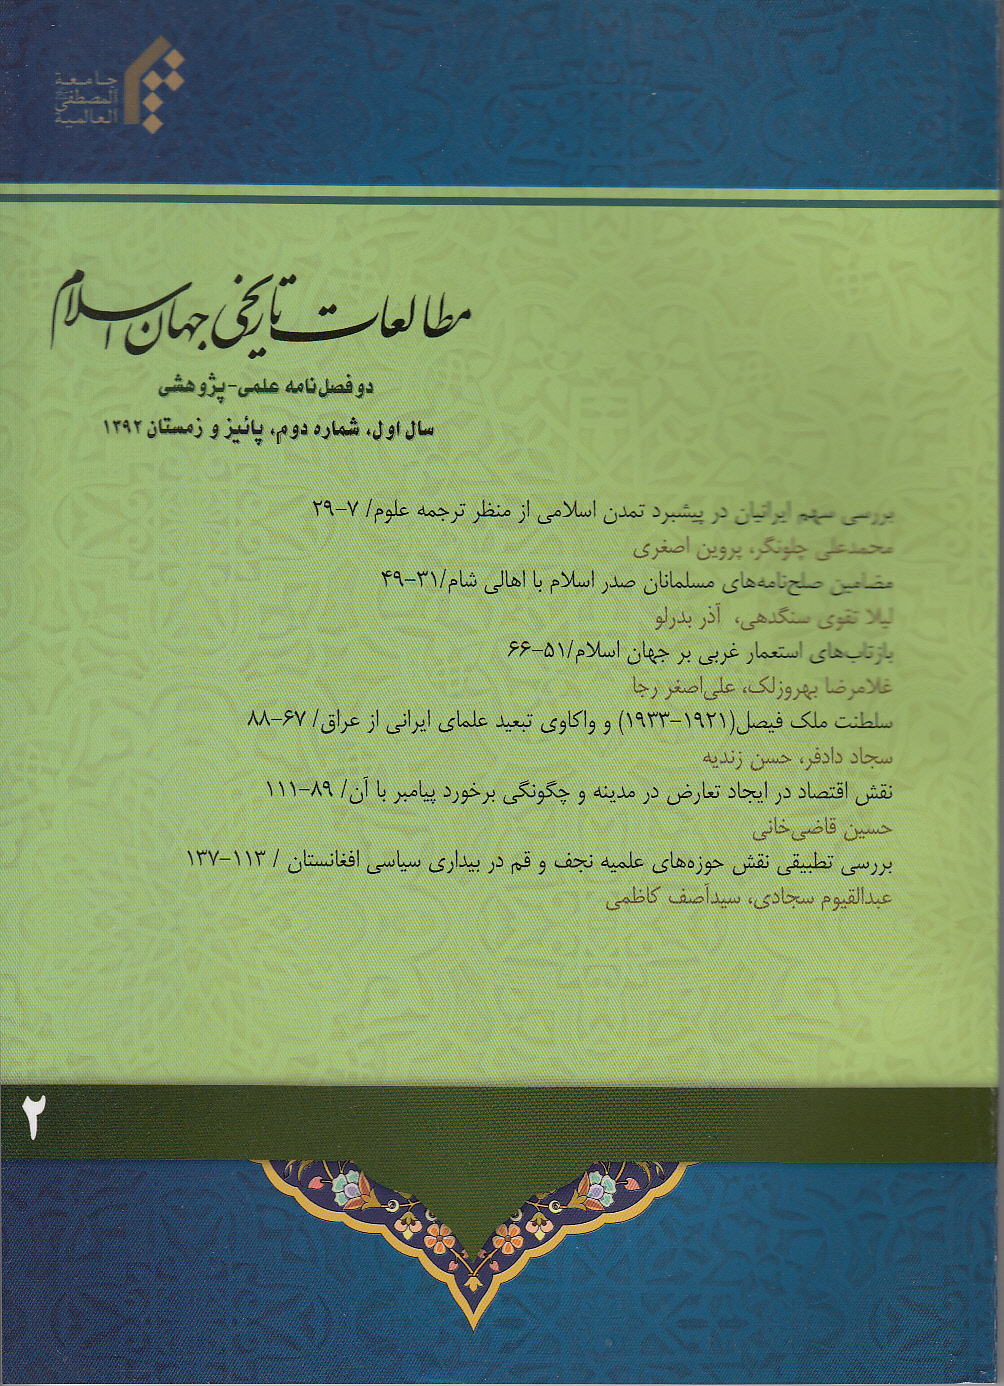 جامعة
المصطفی
العالمیة
مطالعات تاریخی جهان اسلام
دو فصل‌نامه علمی-پژوهشی
سال اول، شماره دوم، پائیز و زمستان ۱۳۹۲
بررسی سهم ایرانیان در پیشبرد تمدن اسلامی از منظر ترجمه علوم/ ۷-۲۹
محمدعلی چلونگر، پروین اصغری
مضامین صلح‌نامه‌های مسلمانان صدر اسلام با اهالی شام/۳۱-۴۹
لیلا تقوی سنگدهی، آذر بدرلو
بازتاب‌های استعمار غربی بر جهان اسلام/۵۱-۶۶
غلامرضا بهروزلک، علی‌اصغر رجا
سلطنت ملک فیصل(۱۹۲۱-۱۹۳۳) و واکاوی تبعید علمای ایرانی از عراق/ ۶۷-۸۸
سجاد دادفر، حسن زندیه
نقش اقتصاد در ایجاد تعارض در مدینه و چگونگی برخورد پیامبر با آن/ ۸۹-۱۱۱
حسین قاضی‌خانی
بررسی تطبیقی نقش حوزه‌های علمیه نجف و قم در بیداری سیاسی افغانستان / ۱۱۳-۱۳۷
عبدالقیوم سجادی، سیدآصف کاظمی
۲